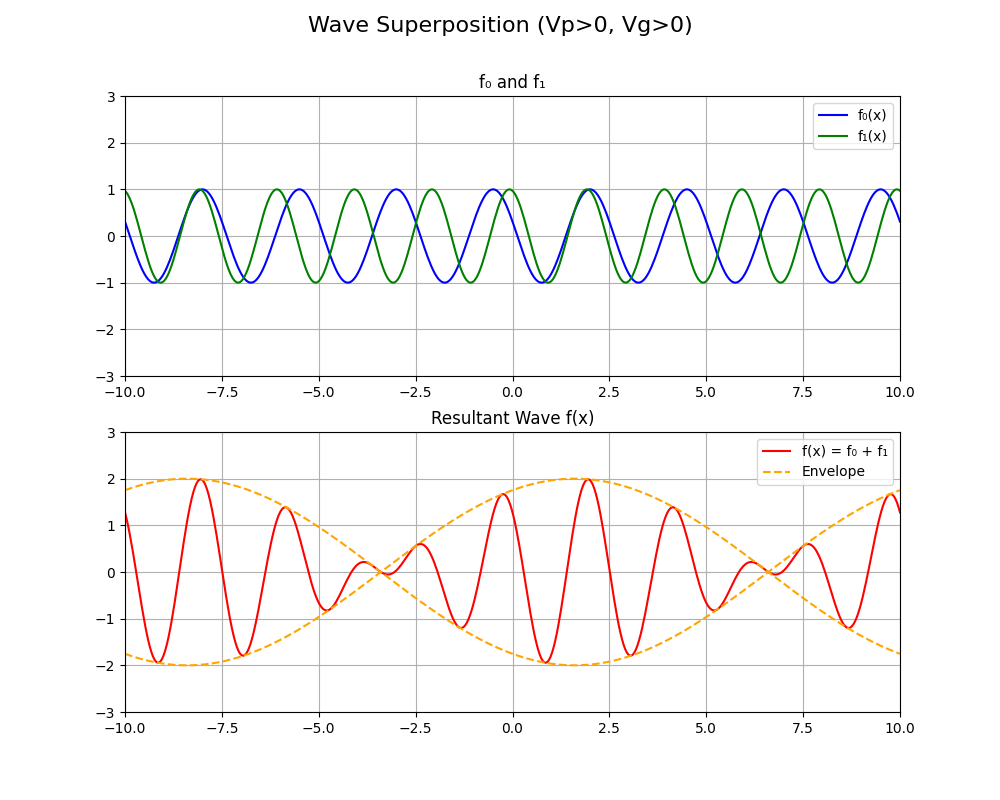 Wave Superposition (Vp>0, Vg>0)
f₀ and f₁
3
2
1
0
−1
−2
−3
f₀(x)
f₁(x)
−10.0 −7.5 −5.0 −2.5 0.0 2.5 5.0 7.5 10.0
Resultant Wave f(x)
3
2
1
0
−1
−2
−3
f(x) = f₀ + f₁
Envelope
−10.0 −7.5 −5.0 −2.5 0.0 2.5 5.0 7.5 10.0